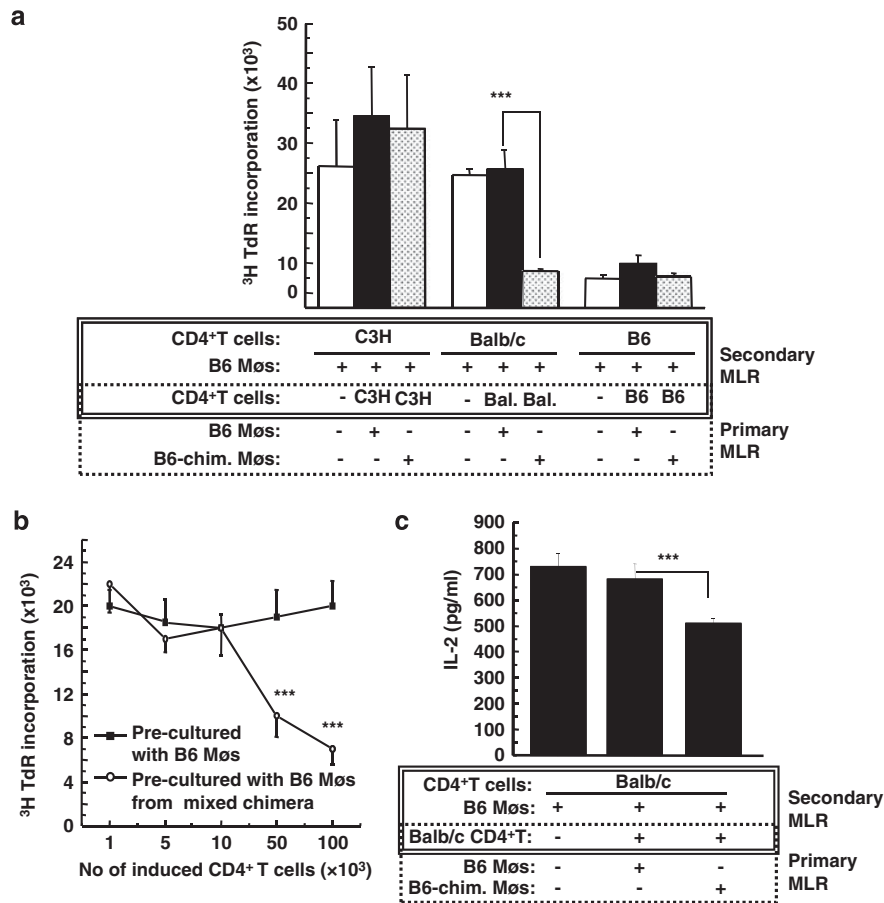 a
³H TdR incorporation (x10³)
50
40
30
20
10
0
***
CD4⁺T cells: C3H Balb/c B6
B6 Møs: + + + + + + + + +
Secondary MLR
CD4⁺T cells: - C3H C3H - Bal. Bal. - B6 B6
B6 Møs: - + - - + - - + -
Primary MLR
B6-chim. Møs: - - + - - + - - +
b
³H TdR incorporation (x10³)
24
20
16
12
8
4
0
***
***
Pre-cultured
with B6 Møs
Pre-cultured with B6 Møs
from mixed chimera
1 5 10 50 100
No of induced CD4⁺ T cells (×10³)
c
IL-2 (pg/ml)
900
800
700
600
500
400
300
200
100
0
***
CD4⁺T cells: Balb/c
B6 Møs: + + +
Secondary
MLR
Balb/c CD4⁺T: - + +
B6 Møs: - + -
Primary
MLR
B6-chim. Møs: - - +